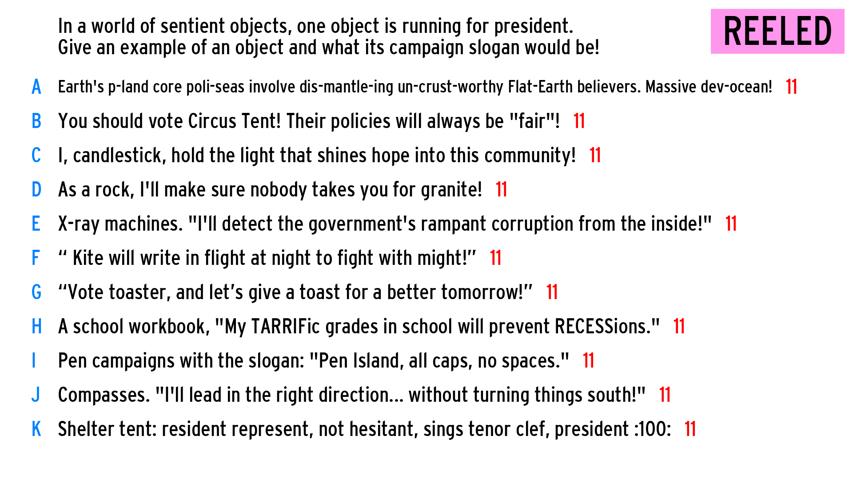 In a world of sentient objects, one object is running for president.
Give an example of an object and what its campaign slogan would be!
REELED
A Earth's p-land core poli-seas involve dis-mantle-ing un-crust-worthy Flat-Earth believers. Massive dev-ocean! 11
B You should vote Circus Tent! Their policies will always be "fair"! 11
C I, candlestick, hold the light that shines hope into this community! 11
D As a rock, I'll make sure nobody takes you for granite! 11
E X-ray machines. "I'll detect the government's rampant corruption from the inside!" 11
F “ Kite will write in flight at night to fight with might!” 11
G “Vote toaster, and let’s give a toast for a better tomorrow!” 11
H A school workbook, "My TARRIFic grades in school will prevent RECESSions." 11
I Pen campaigns with the slogan: "Pen Island, all caps, no spaces." 11
J Compasses. "I'll lead in the right direction... without turning things south!" 11
K Shelter tent: resident represent, not hesitant, sings tenor clef, president :100: 11